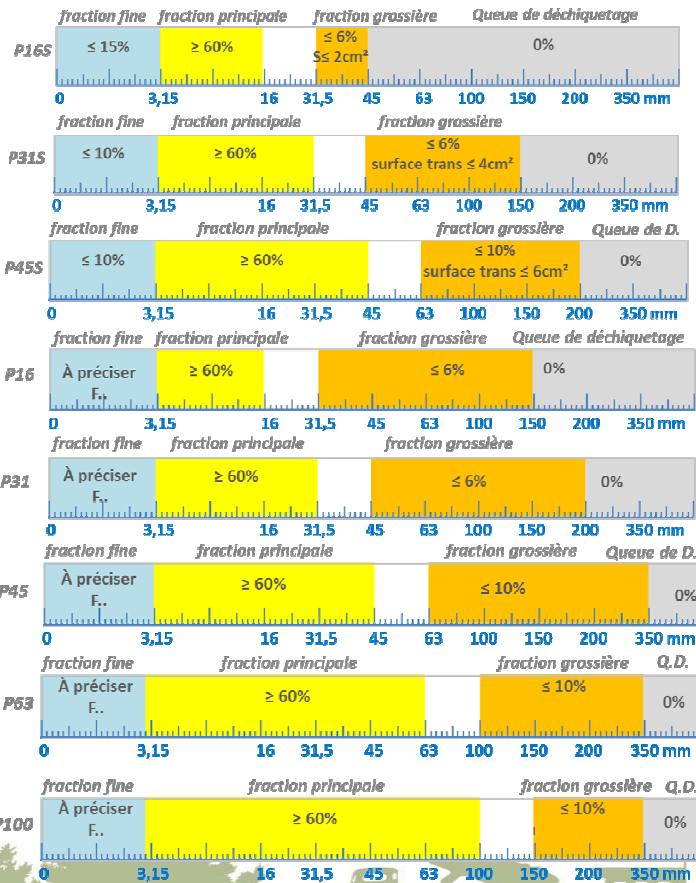 fraction fine fraction principale fraction grossière Queue de déchiquetage
P16S ≤ 15% ≥ 60% ≤ 6% 0%
S≤ 2cm²
0 3,15 16 31,5 45 63 100 150 200 350 mm
fraction fine fraction principale fraction grossière
P31S ≤ 10% ≥ 60% ≤ 6% 0%
surface trans ≤ 4cm²
0 3,15 16 31,5 45 63 100 150 200 350 mm
fraction fine fraction principale fraction grossière Queue de D.
P45S ≤ 10% ≥ 60% ≤ 10% 0%
surface trans ≤ 6cm²
0 3,15 16 31,5 45 63 100 150 200 350 mm
fraction fine fraction principale fraction grossière Queue de déchiquetage
P16 À préciser ≥ 60% ≤ 6% 0%
F..
0 3,15 16 31,5 45 63 100 150 200 350 mm
fraction fine fraction principale fraction grossière
P31 À préciser ≥ 60% ≤ 6% 0%
F..
0 3,15 16 31,5 45 63 100 150 200 350 mm
fraction fine fraction principale fraction grossière Queue de D.
P45 À préciser ≥ 60% ≤ 10% 0%
F..
0 3,15 16 31,5 45 63 100 150 200 350 mm
fraction fine fraction principale fraction grossière Q.D.
P63 À préciser ≥ 60% ≤ 10% 0%
F..
0 3,15 16 31,5 45 63 100 150 200 350 mm
fraction fine fraction principale fraction grossière Q.D.
P100 À préciser ≥ 60% ≤ 10% 0%
F..
0 3,15 16 31,5 45 63 100 150 200 350 mm